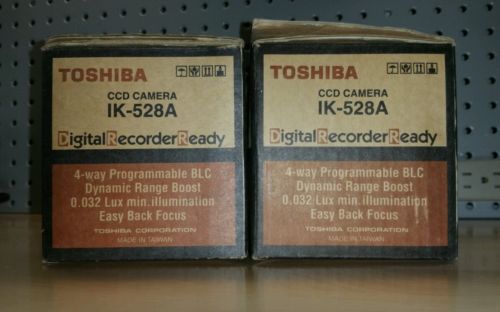 TOSHIBA
CCD CAMERA
IK-528A
DigitalRecorderReady
4-way Programmable BLC
Dynamic Range Boost
0.032 Lux min. illumination
Easy Back Focus
TOSHIBA CORPORATION
MADE IN TAIWAN
TOSHIBA
CCD CAMERA
IK-528A
DigitalRecorderReady
4-way Programmable BLC
Dynamic Range Boost
0.032 Lux min. illumination
Easy Back Focus
TOSHIBA CORPORATION
MADE IN TAIWAN